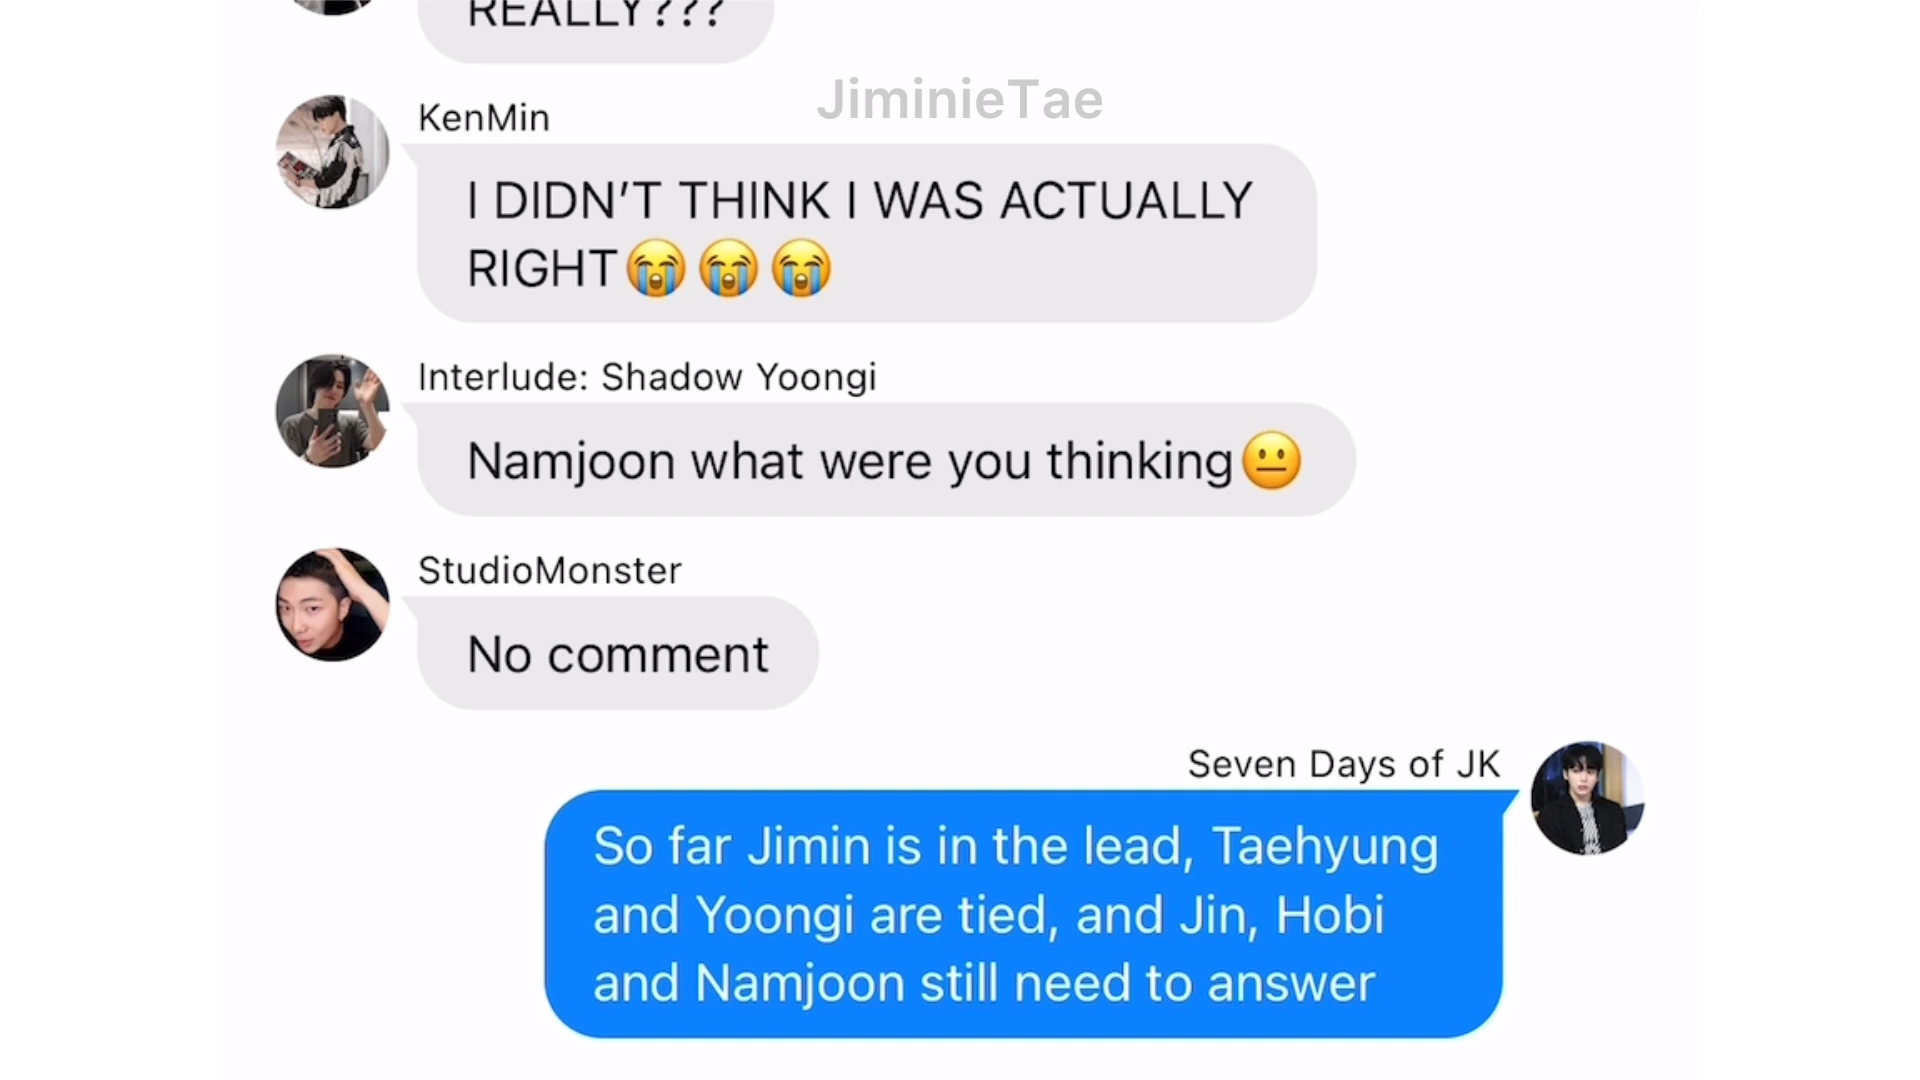 REALLY???
JiminieTae
KenMin
I DIDN’T THINK I WAS ACTUALLY
RIGHT😭😭😭
Interlude: Shadow Yoongi
Namjoon what were you thinking😐
StudioMonster
No comment
Seven Days of JK
So far Jimin is in the lead, Taehyung
and Yoongi are tied, and Jin, Hobi
and Namjoon still need to answer